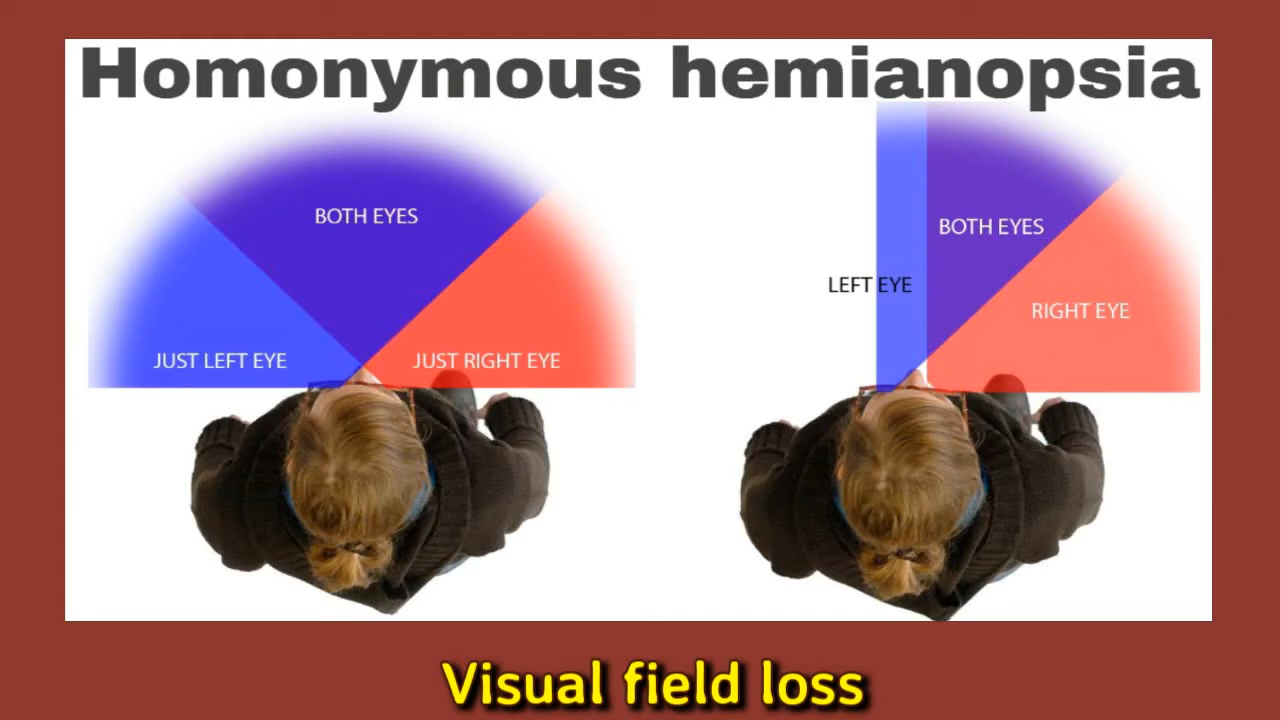 Homonymous hemianopsia
BOTH EYES
JUST LEFT EYE
JUST RIGHT EYE
BOTH EYES
LEFT EYE
RIGHT EYE
Visual field loss